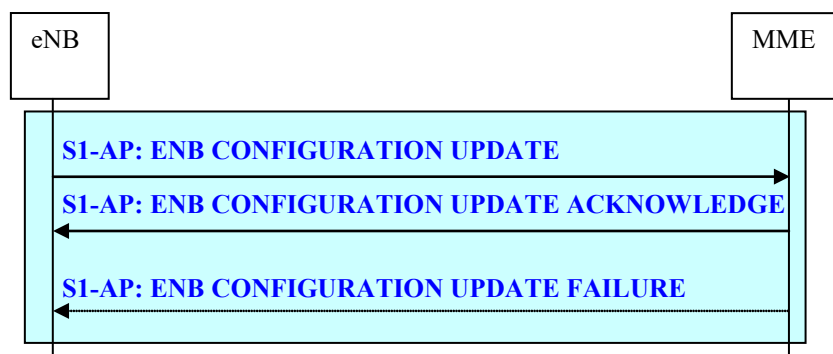 eNB
MME
S1-AP: ENB CONFIGURATION UPDATE
S1-AP: ENB CONFIGURATION UPDATE ACKNOWLEDGE
S1-AP: ENB CONFIGURATION UPDATE FAILURE